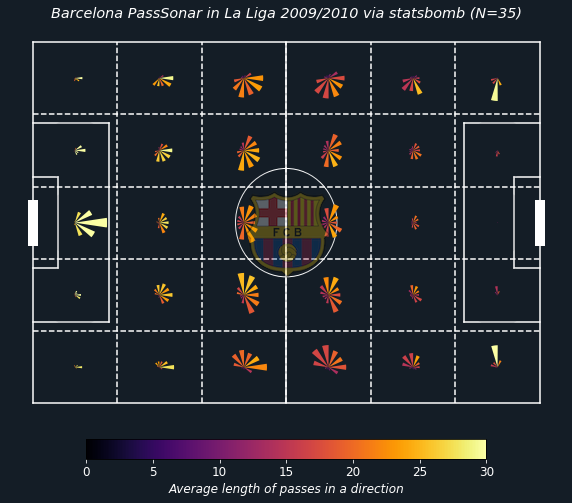 Barcelona PassSonar in La Liga 2009/2010 via statsbomb (N=35)
FCB
0 5 10 15 20 25 30
Average length of passes in a direction